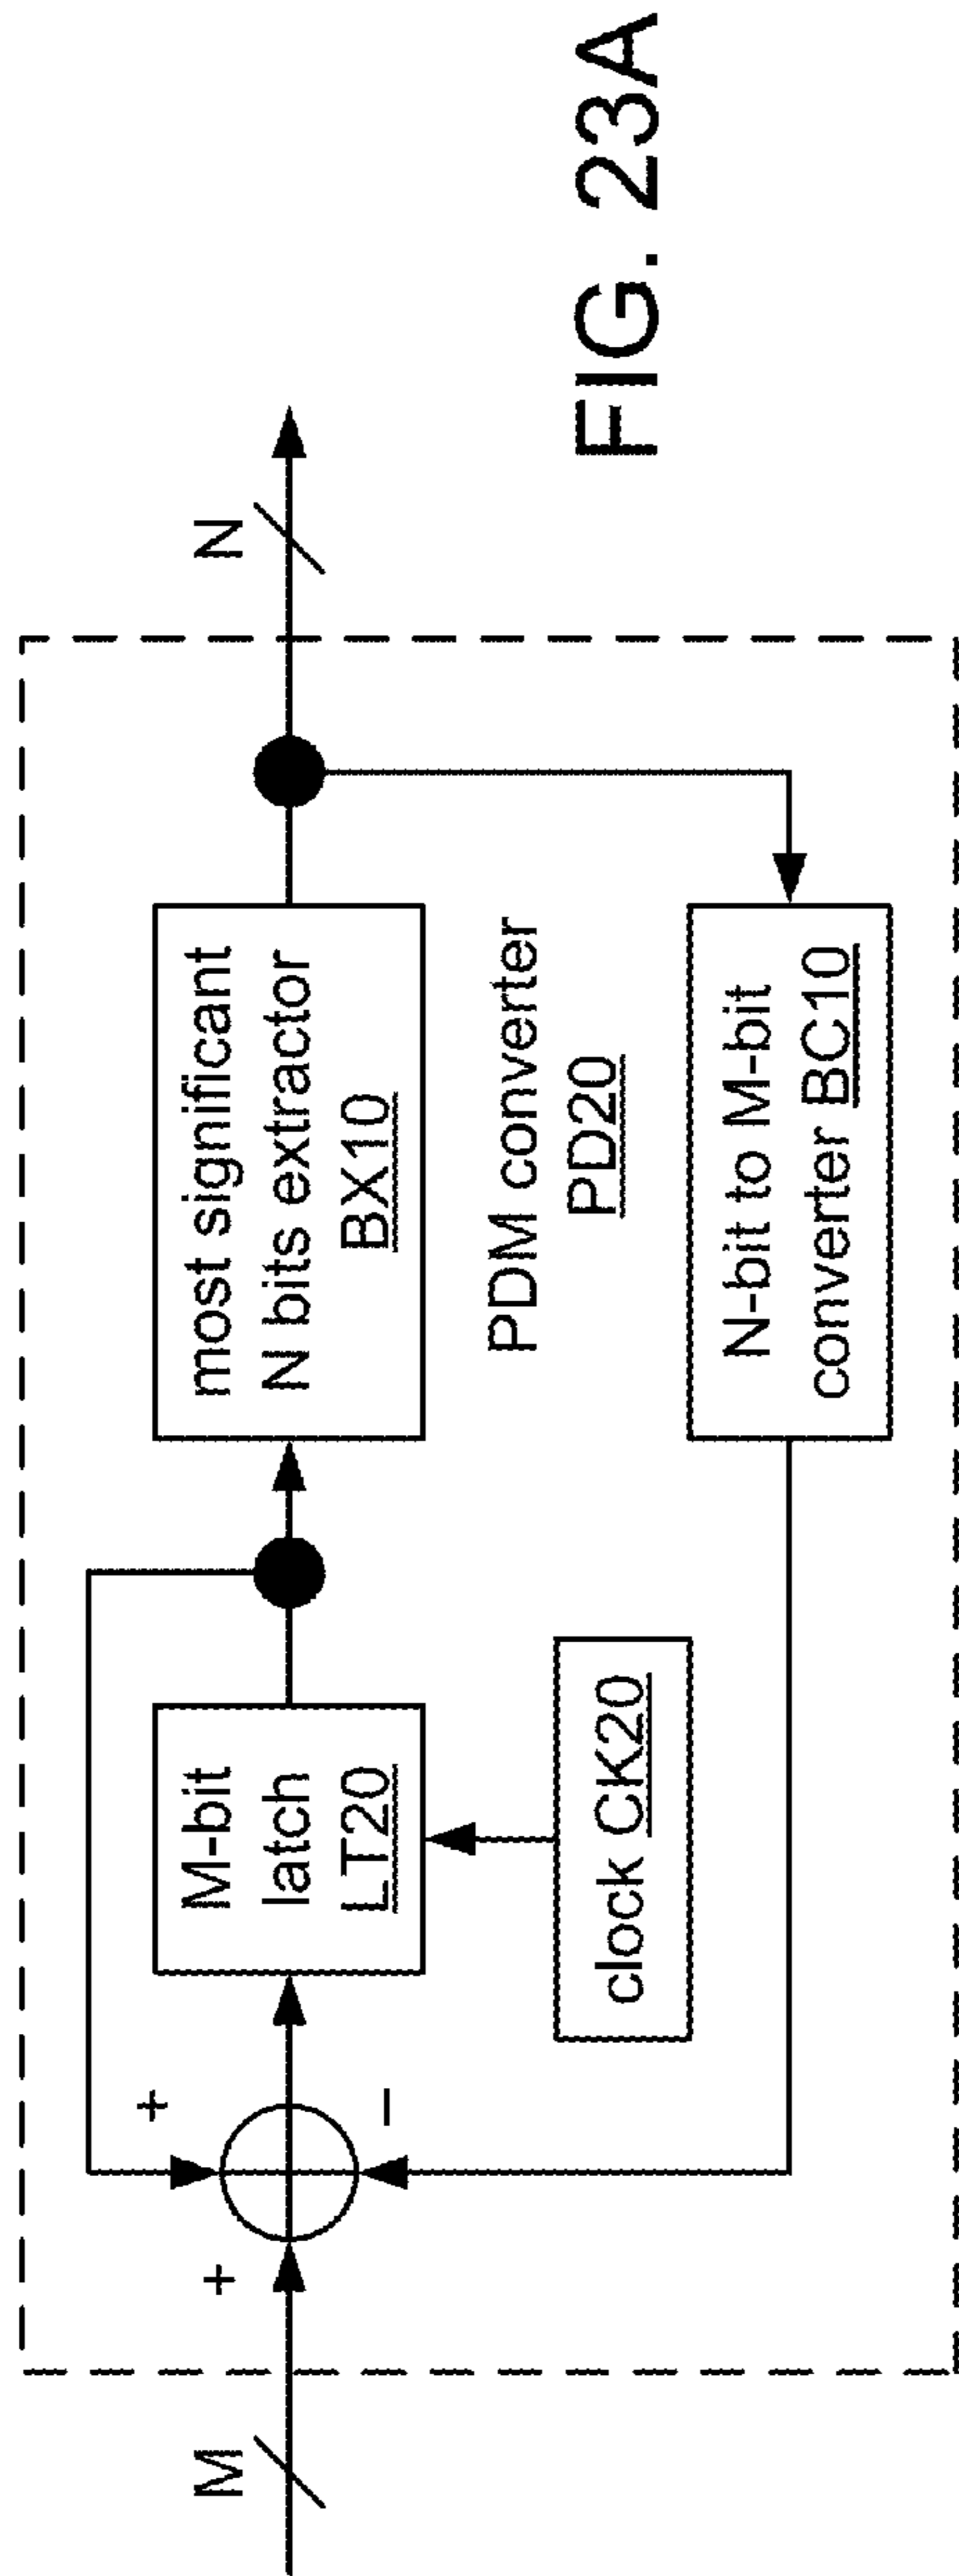 M
+
+
−
M-bit
latch
LT20
clock CK20
most significant
N bits extractor
BX10
PDM converter
PD20
N-bit to M-bit
converter BC10
N
FIG. 23A